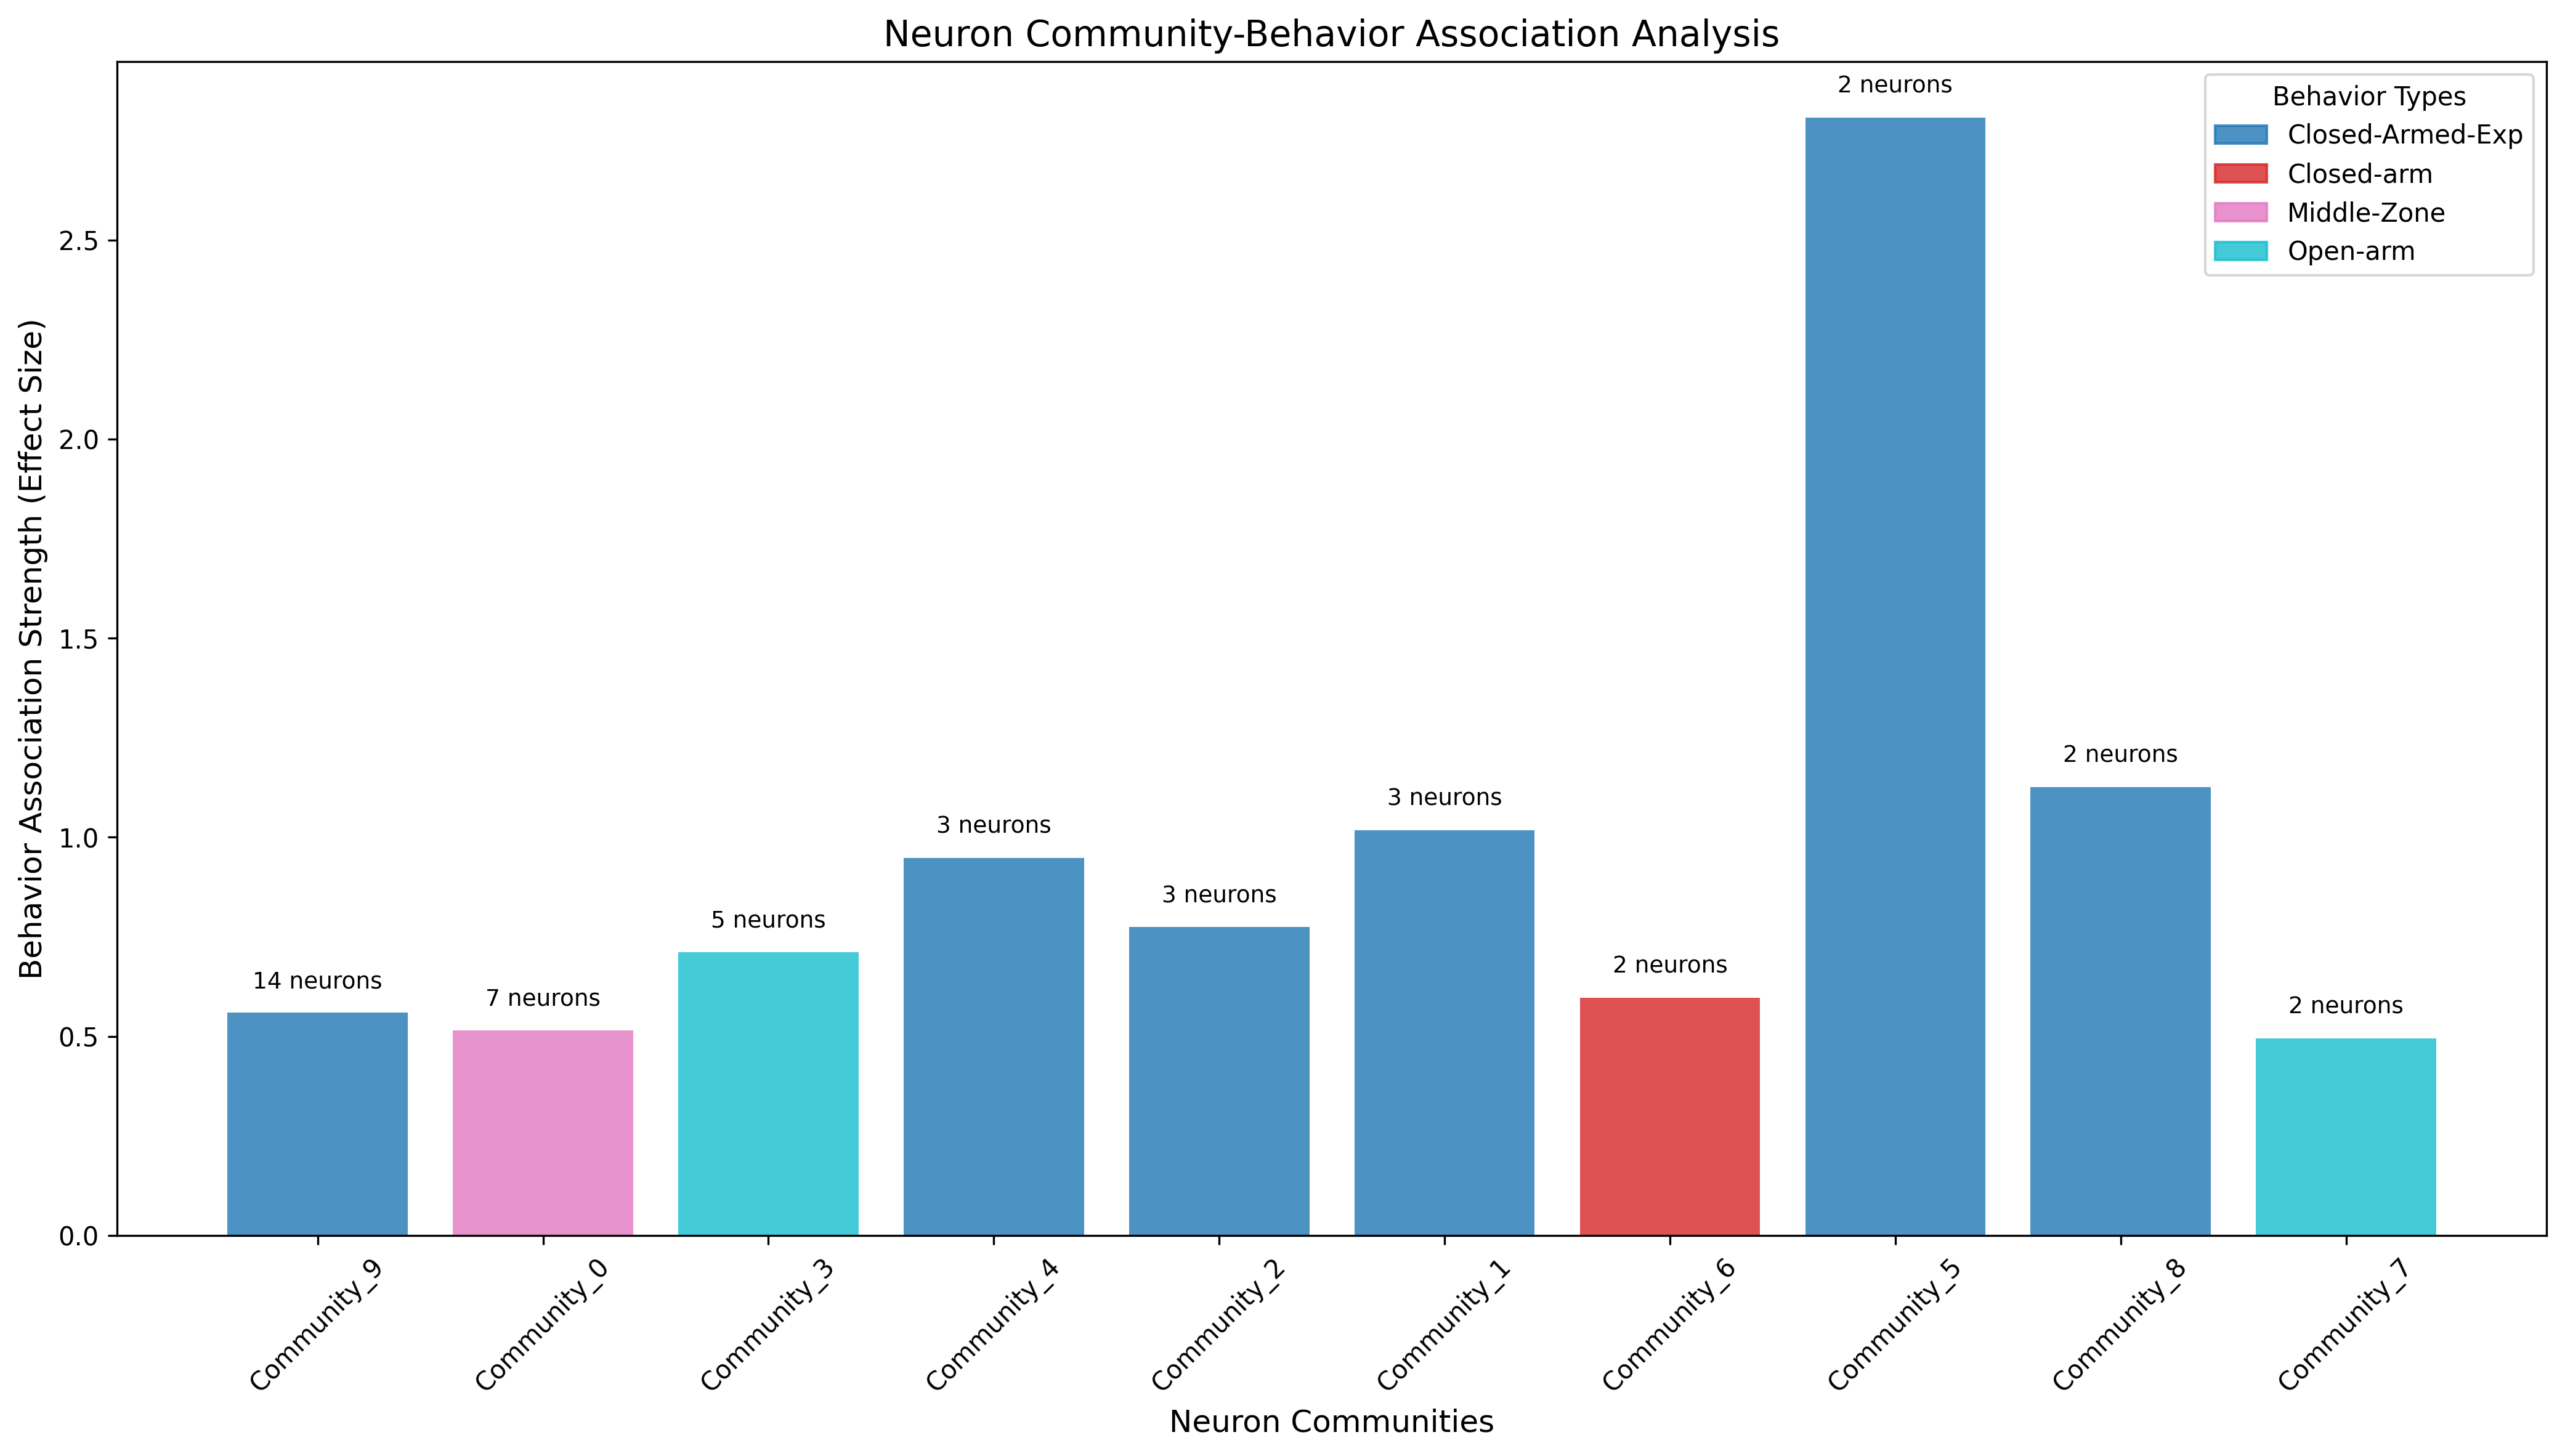 Neuron Community-Behavior Association Analysis
Behavior Association Strength (Effect Size)
2.5
2.0
1.5
1.0
0.5
0.0
14 neurons
7 neurons
5 neurons
3 neurons
3 neurons
3 neurons
2 neurons
2 neurons
2 neurons
2 neurons
Behavior Types
Closed-Armed-Exp
Closed-arm
Middle-Zone
Open-arm
Community_9
Community_0
Community_3
Community_4
Community_2
Community_1
Community_6
Community_5
Community_8
Community_7
Neuron Communities